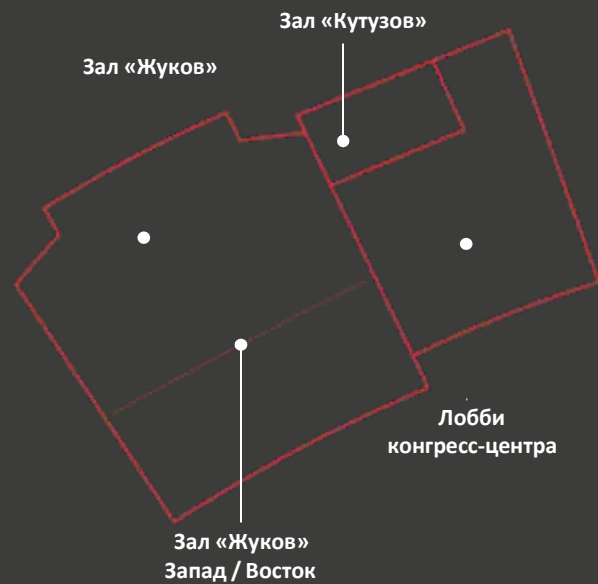 Зал «Кутузов»
Зал «Жуков»
Лобби
конгресс-центра
Зал «Жуков»
Запад / Восток